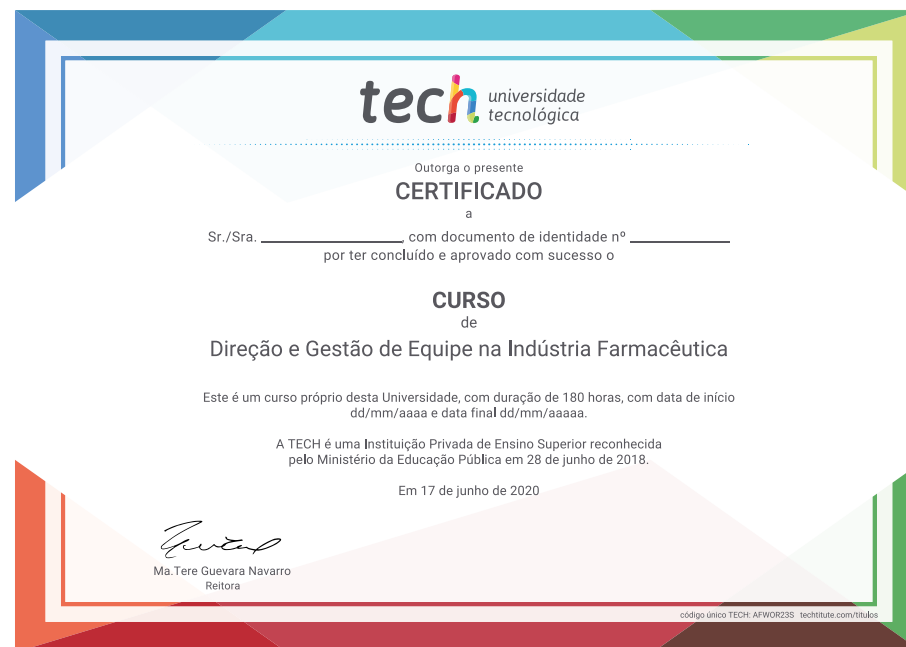 tech universidade
tecnológica
Outorga o presente
CERTIFICADO
a
Sr./Sra. ____________________, com documento de identidade nº ______________
por ter concluído e aprovado com sucesso o
CURSO
de
Direção e Gestão de Equipe na Indústria Farmacêutica
Este é um curso próprio desta Universidade, com duração de 180 horas, com data de início
dd/mm/aaaa e data final dd/mm/aaaaa.
A TECH é uma Instituição Privada de Ensino Superior reconhecida
pelo Ministério da Educação Pública em 28 de junho de 2018.
Em 17 de junho de 2020
Ma.Tere Guevara Navarro
Reitora
código único TECH: AFWOR23S techtitute.com/títulos